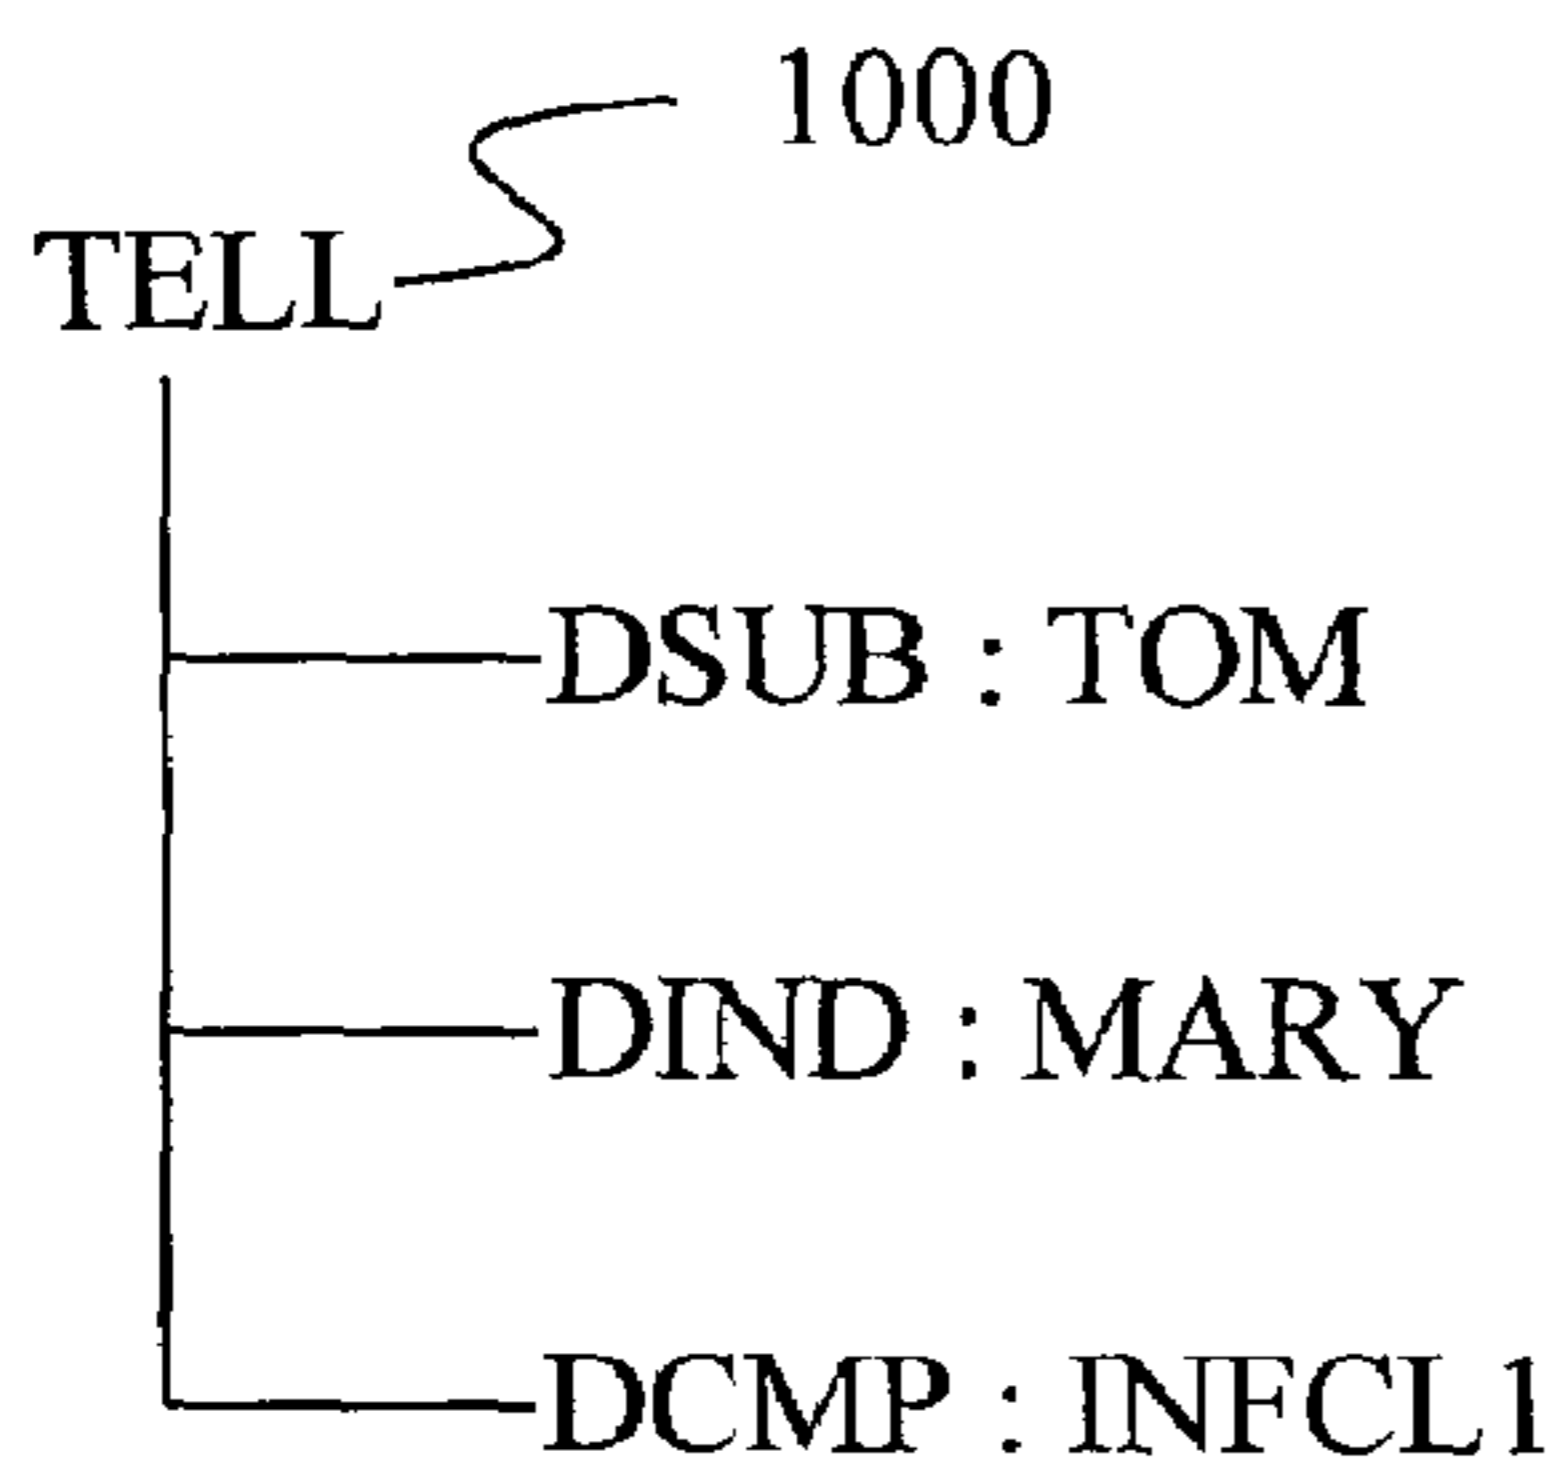 1000
TELL
DSUB : TOM
DIND : MARY
DCMP : INFCL1